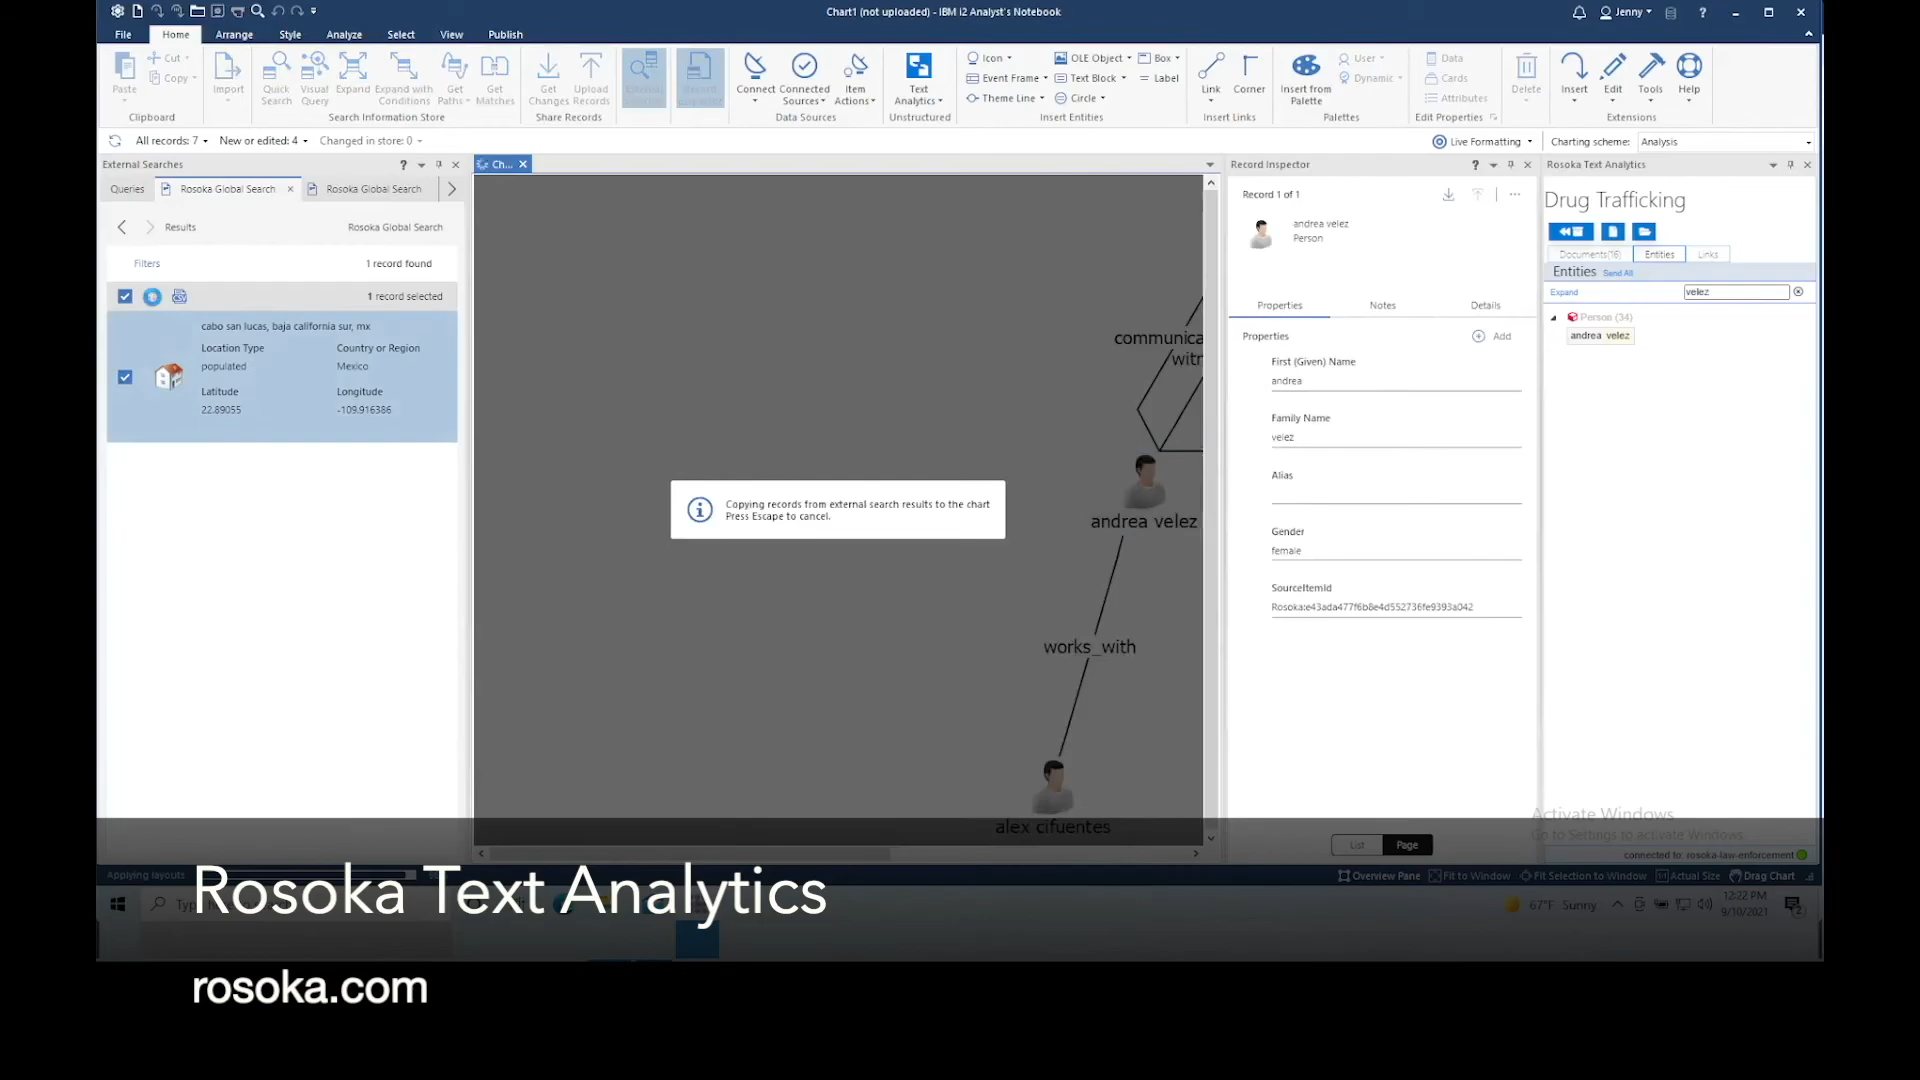 Chart1 (not uploaded) - IBM i2 Analyst's Notebook
Jenny
File Home Arrange Style Analyze Select View Publish
Paste Cut Copy
Clipboard
Import
Quick Search Visual Query Expand Expand with Conditions Get Paths Get Matches
Search Information Store
Get Changes Upload Records
Share Records
Connect Connected Sources Item Actions
Data Sources
Text Analytics
Unstructured
Icon OLE Object Box
Event Frame Text Block Label
Theme Line Circle
Insert Entities
Link Corner
Insert Links
Insert from Palette User Dynamic
Palettes
Data
Cards
Attributes
Edit Properties
Delete
Insert Edit Tools Help
Extensions
All records: 7 New or edited: 4 Changed in store: 0
Live Formatting Charting scheme: Analysis
External Searches
Queries Rosoka Global Search Rosoka Global Search
Results Rosoka Global Search
Filters 1 record found
1 record selected
cabo san lucas, baja california sur, mx
Location Type Country or Region
populated Mexico
Latitude Longitude
22.89055 -109.916386
Ch...
communica
with
andrea velez
works_with
alex cifuentes
Copying records from external search results to the chart
Press Escape to cancel.
Record Inspector
Record 1 of 1
andrea velez
Person
Properties Notes Details
Properties Add
First (Given) Name
andrea
Family Name
velez
Alias
Gender
female
SourceItemId
Rosoka:e43ada477f6b8e4d552736fe9393a042
List Page
Rosoka Text Analytics
Drug Trafficking
Documents(16) Entities Links
Entities Send All
Expand velez
Person (34)
andrea velez
Activate Windows
Go to Settings to activate Windows.
connected to: rosoka-law-enforcement
Applying layouts
Overview Pane Fit to Window Fit Selection to Window Actual Size Drag Chart
67°F Sunny
12:22 PM
9/10/2021
2
Rosoka Text Analytics
rosoka.com